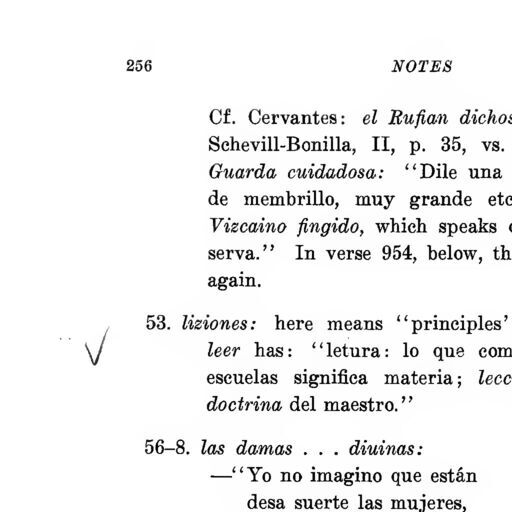 256 NOTES
Cf. Cervantes: el Rufian dichos
Schevill-Bonilla, II, p. 35, vs.
Guarda cuidadosa: ‘‘Dile una
de membrillo, muy grande etc
Vizcaino fingido, which speaks
serva.’’ In verse 954, below, th
again.
53. liziones: here means ‘‘principles’
leer has: ‘‘letura: lo que com
escuelas significa materia; lecc
doctrina del maestro.’’
56–8. las damas . . . diuinas:
—‘‘Yo no imagino que están
desa suerte las mujeres,